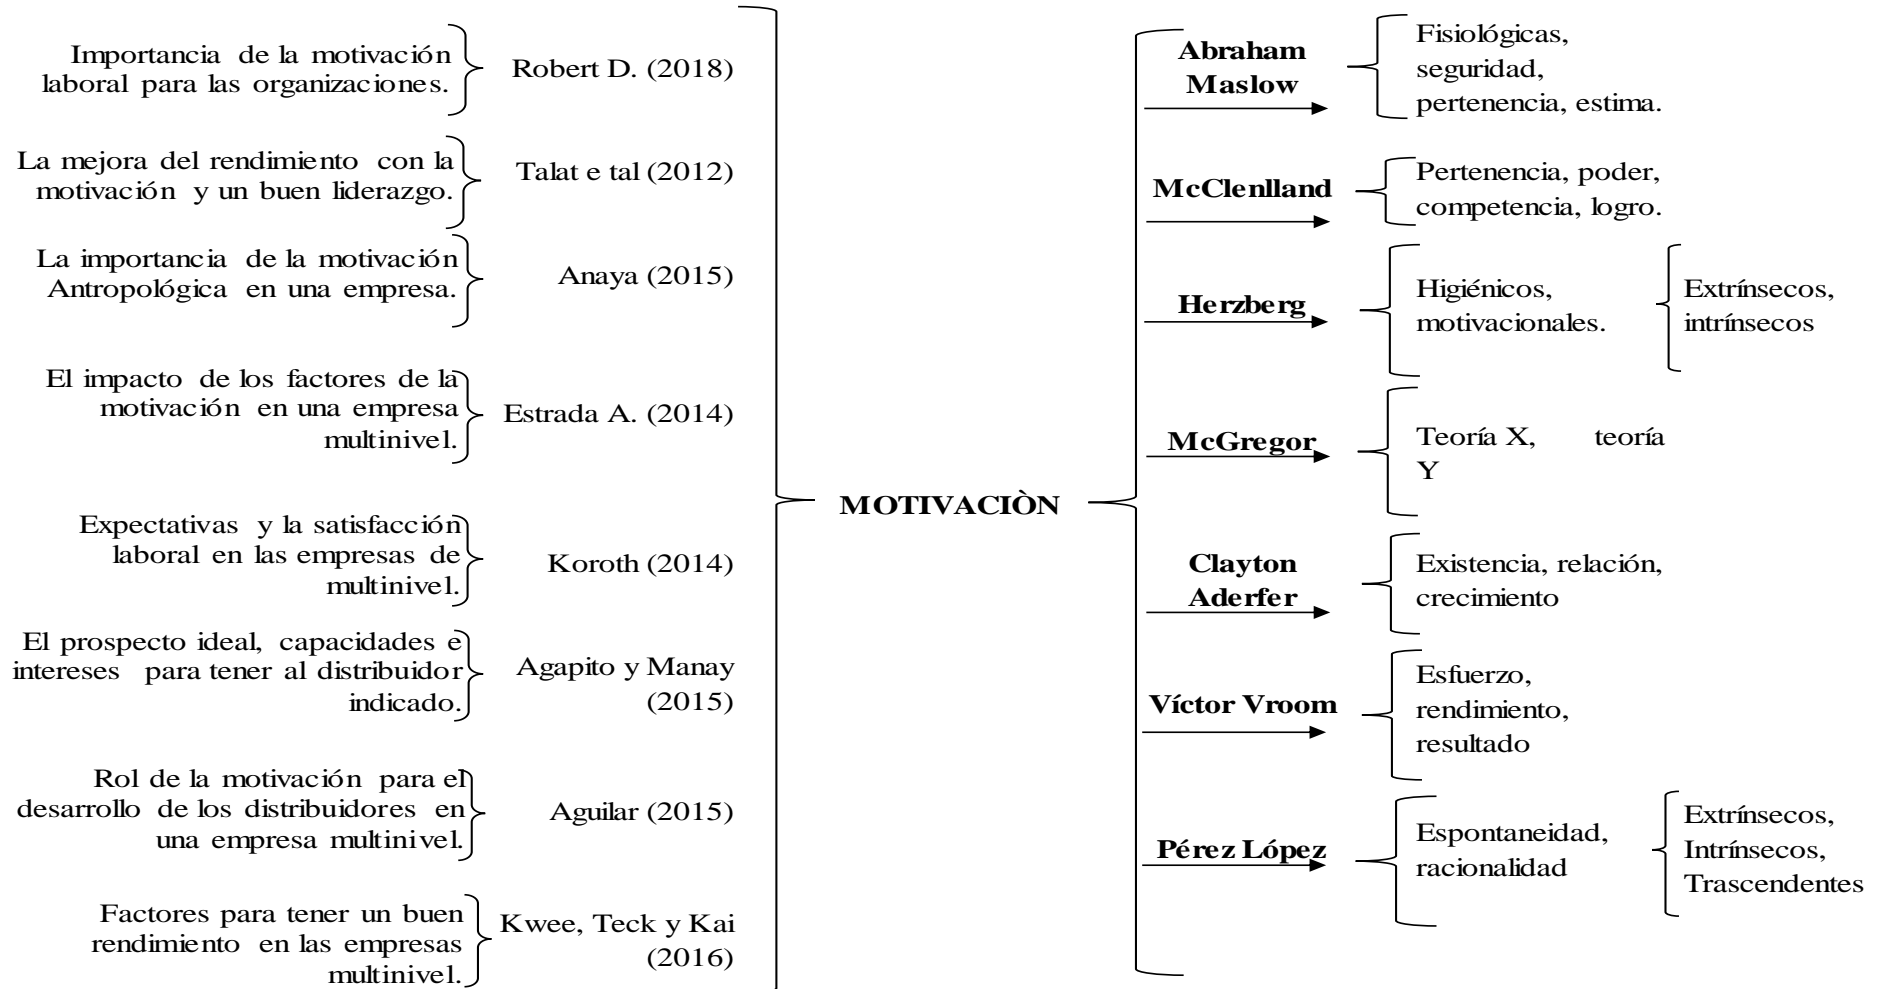 Importancia de la motivación
laboral para las organizaciones.
Robert D. (2018)
La mejora del rendimiento con la
motivación y un buen liderazgo.
Talat e tal (2012)
La importancia de la motivación
Antropológica en una empresa.
Anaya (2015)
El impacto de los factores de la
motivación en una empresa
multinivel.
Estrada A. (2014)
Expectativas y la satisfacción
laboral en las empresas de
multinivel.
Koroth (2014)
El prospecto ideal, capacidades e
intereses para tener al distribuidor
indicado.
Agapito y Manay
(2015)
Rol de la motivación para el
desarrollo de los distribuidores en
una empresa multinivel.
Aguilar (2015)
Factores para tener un buen
rendimiento en las empresas
multinivel.
Kwee, Teck y Kai
(2016)
MOTIVACIÒN
Abraham
Maslow
Fisiológicas,
seguridad,
pertenencia, estima.
McClenlland
Pertenencia, poder,
competencia, logro.
Herzberg
Higiénicos,
motivacionales.
Extrínsecos,
intrínsecos
McGregor
Teoría X, teoría
Y
Clayton
Aderfer
Existencia, relación,
crecimiento
Víctor Vroom
Esfuerzo,
rendimiento,
resultado
Pérez López
Espontaneidad,
racionalidad
Extrínsecos,
Intrínsecos,
Trascendentes